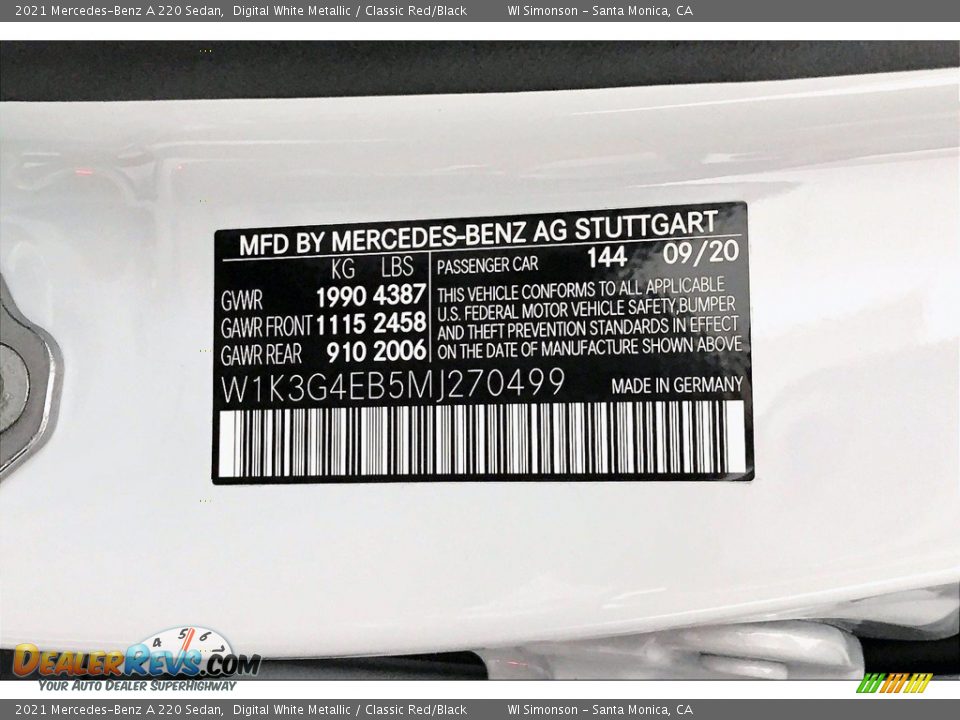 2021 Mercedes-Benz A 220 Sedan, Digital White Metallic / Classic Red/Black WI Simonson - Santa Monica, CA
MFD BY MERCEDES-BENZ AG STUTTGART
KG LBS
GVWR 1990 4387
GAWR FRONT 1115 2458
GAWR REAR 910 2006
PASSENGER CAR 144 09/20
THIS VEHICLE CONFORMS TO ALL APPLICABLE
U.S. FEDERAL MOTOR VEHICLE SAFETY,BUMPER
AND THEFT PREVENTION STANDARDS IN EFFECT
ON THE DATE OF MANUFACTURE SHOWN ABOVE
W1K3G4EB5MJ270499 MADE IN GERMANY
4 5 6 7
DEALERREVS.COM
YOUR AUTO DEALER SUPERHIGHWAY
2021 Mercedes-Benz A 220 Sedan, Digital White Metallic / Classic Red/Black WI Simonson - Santa Monica, CA